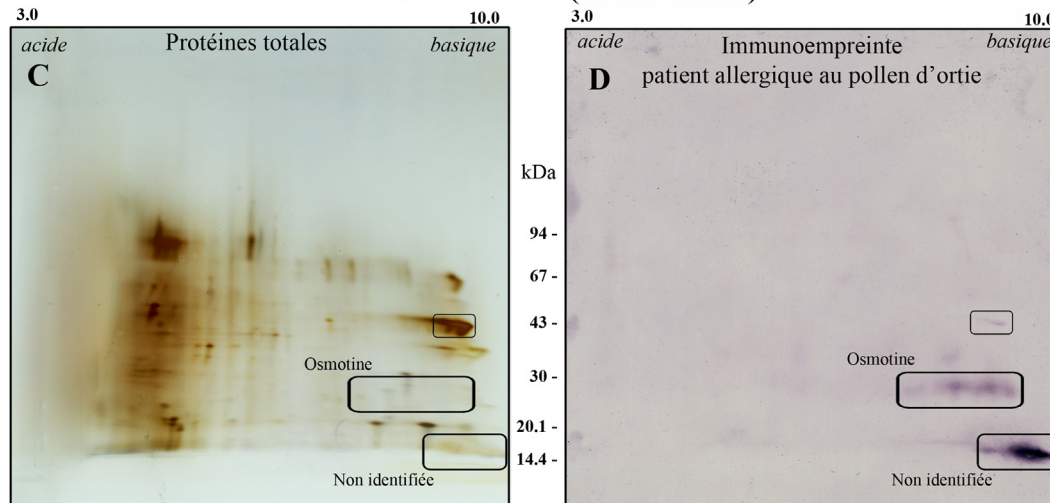 3.0
10.0
acide
Protéines totales
basique
C
Osmotine
Non identifiée
kDa
94 -
67 -
43 -
30 -
20.1 -
14.4 -
3.0
10.0
acide
Immunoempreinte
basique
D
patient allergique au pollen d'ortie
Osmotine
Non identifiée